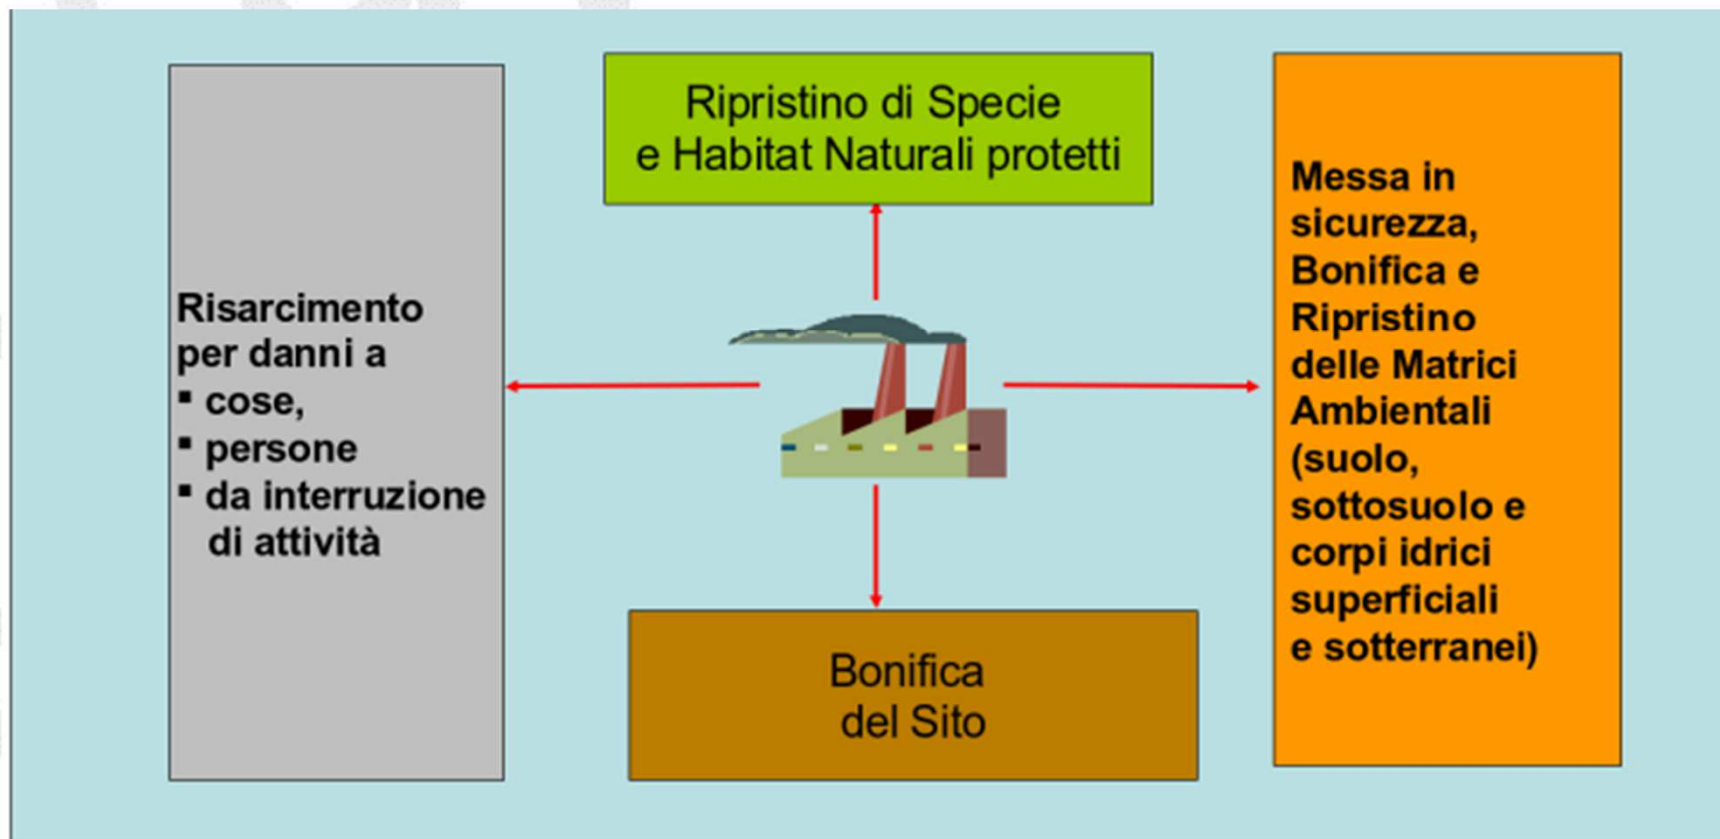 Ripristino di Specie
e Habitat Naturali protetti
Risarcimento
per danni a
▪ cose,
▪ persone
▪ da interruzione
di attività
Messa in
sicurezza,
Bonifica e
Ripristino
delle Matrici
Ambientali
(suolo,
sottosuolo e
corpi idrici
superficiali
e sotterranei)
Bonifica
del Sito